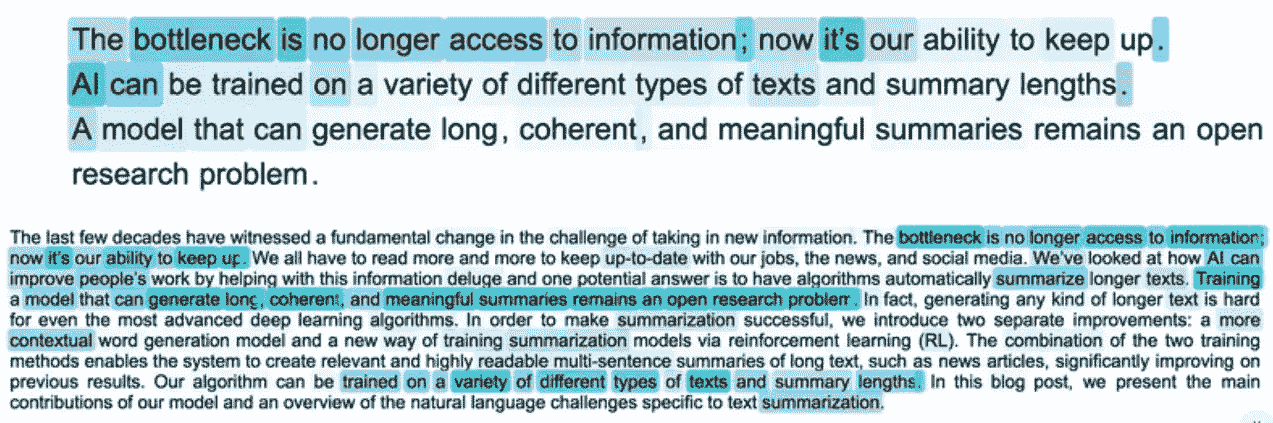 The bottleneck is no longer access to information; now it's our ability to keep up.
AI can be trained on a variety of different types of texts and summary lengths.
A model that can generate long, coherent, and meaningful summaries remains an open
research problem.
The last few decades have witnessed a fundamental change in the challenge of taking in new information. The bottleneck is no longer access to information;
now it's our ability to keep up. We all have to read more and more to keep up-to-date with our jobs, the news, and social media. We've looked at how AI can
improve people's work by helping with this information deluge and one potential answer is to have algorithms automatically summarize longer texts. Training
a model that can generate long, coherent, and meaningful summaries remains an open research problem. In fact, generating any kind of longer text is hard
for even the most advanced deep learning algorithms. In order to make summarization successful, we introduce two separate improvements: a more
contextual word generation model and a new way of training summarization models via reinforcement learning (RL). The combination of the two training
methods enables the system to create relevant and highly readable multi-sentence summaries of long text, such as news articles, significantly improving on
previous results. Our algorithm can be trained on a variety of different types of texts and summary lengths. In this blog post, we present the main
contributions of our model and an overview of the natural language challenges specific to text summarization.